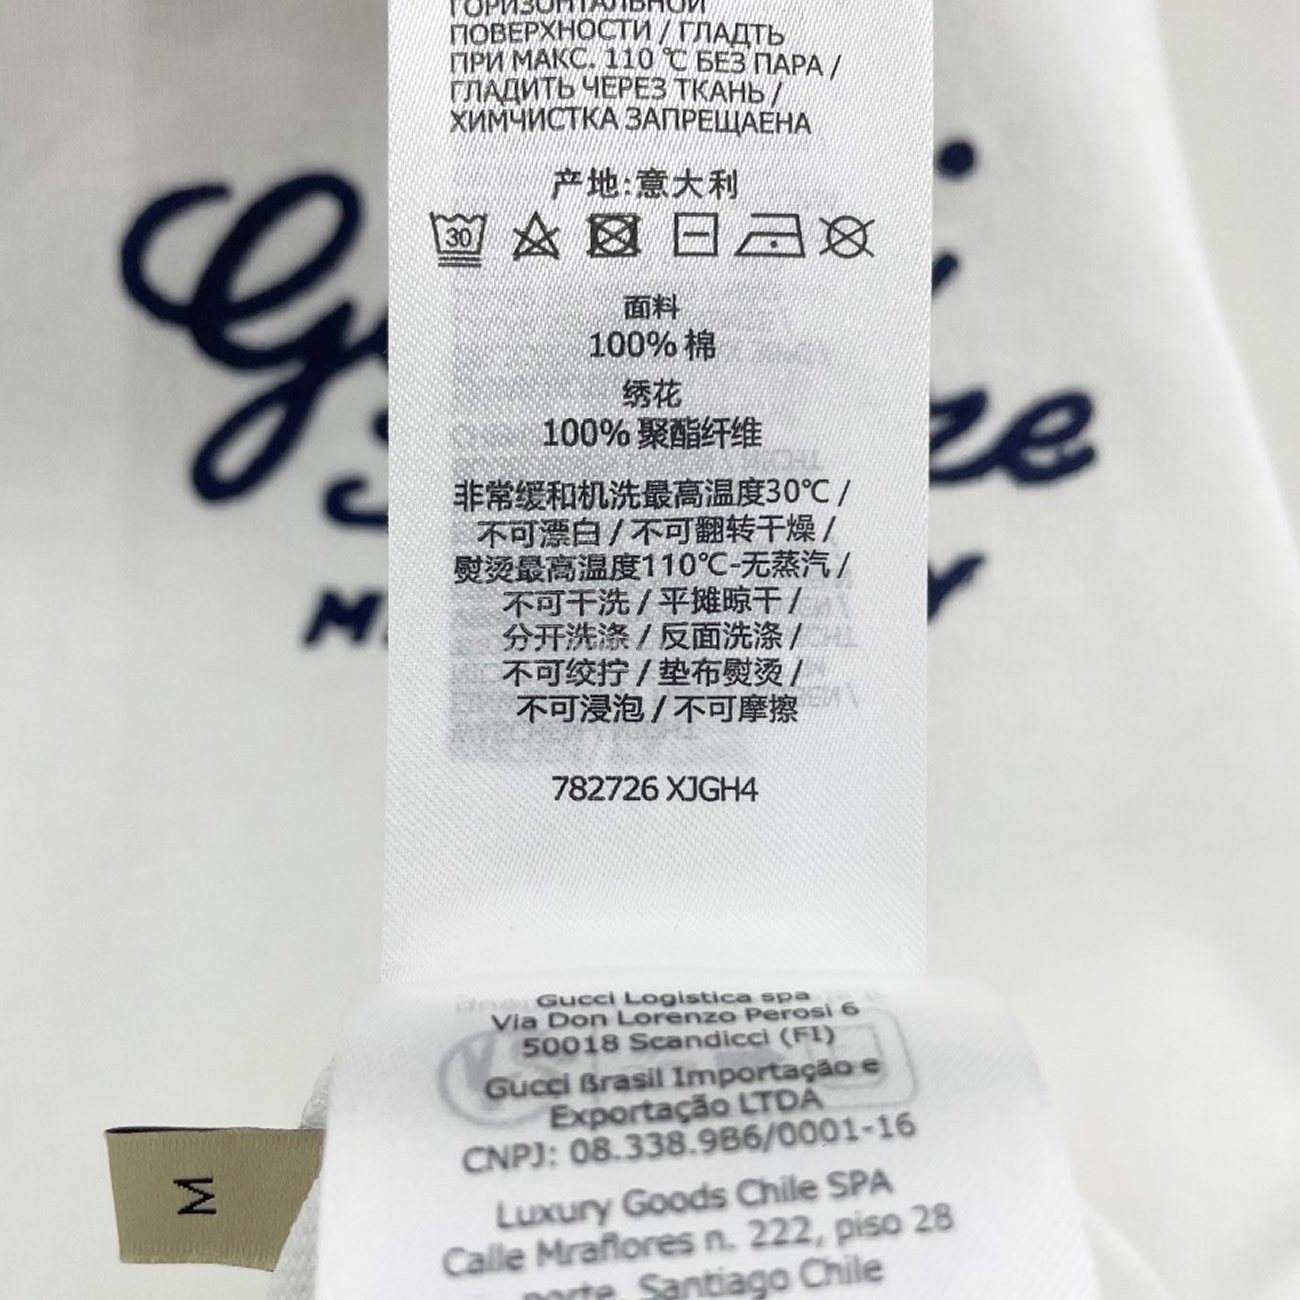 ГОРИЗОНТАЛЬНОЙ
ПОВЕРХНОСТИ / ГЛАДТЬ
ПРИ МАКС. 110 ℃ БЕЗ ПАРА /
ГЛАДИТЬ ЧЕРЕЗ ТКАНЬ /
ХИМЧИСТКА ЗАПРЕЩАЕНА
产地:意大利
30
面料
100% 棉
绣花
100% 聚酯纤维
非常缓和机洗最高温度30℃ /
不可漂白 / 不可翻转干燥 /
熨烫最高温度110℃-无蒸汽 /
不可干洗 / 平摊晾干 /
分开洗涤 / 反面洗涤 /
不可绞拧 / 垫布熨烫 /
不可浸泡 / 不可摩擦
782726 XJGH4
Gucci Logistica spa
Via Don Lorenzo Perosi 6
50018 Scandicci (FI)
Gucci Brasil Importação e
Exportação LTDA
CNPJ: 08.338.9B6/0001-16
Luxury Goods Chile SPA
Calle Mraflores n. 222, piso 28
norte, Santiago Chile
M